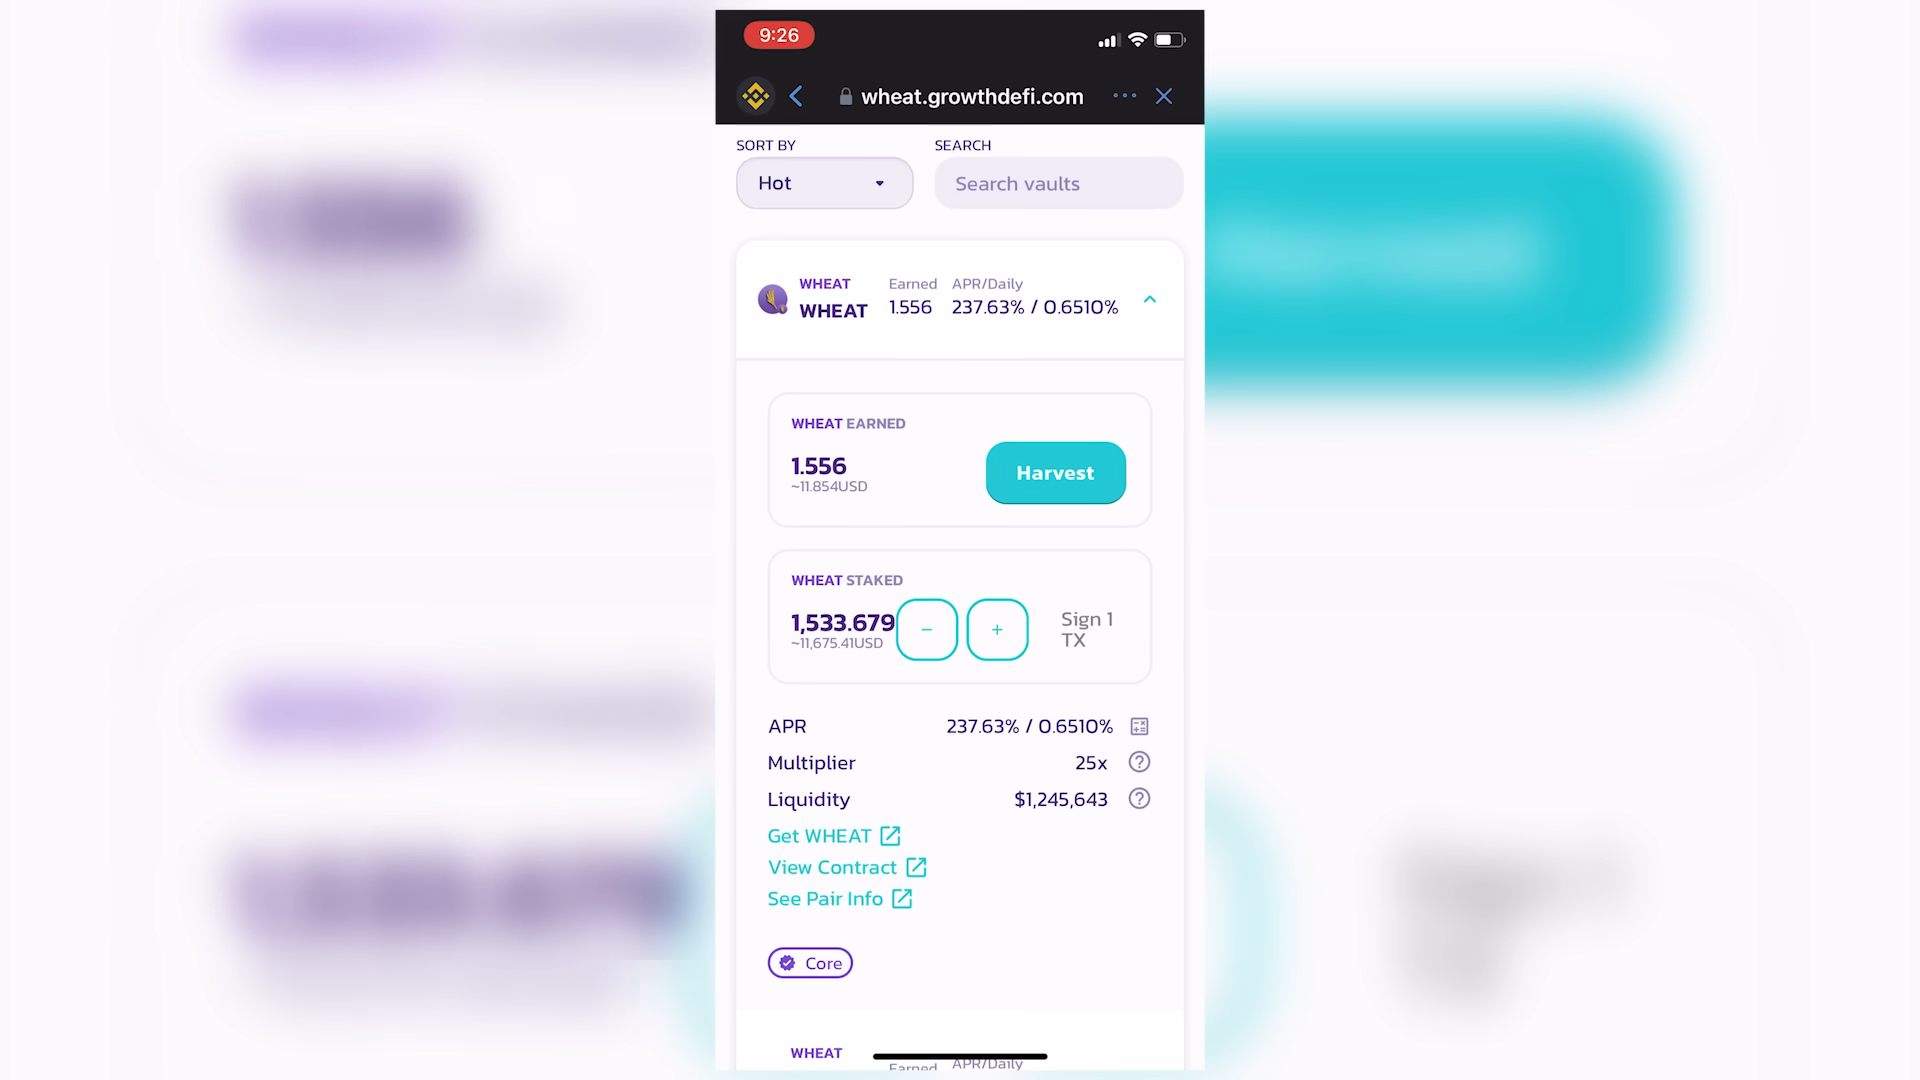 9:26
wheat.growthdefi.com
SORT BY
SEARCH
Hot
Search vaults
WHEAT
Earned
APR/Daily
WHEAT
1.556
237.63% / 0.6510%
WHEAT EARNED
1.556
~11.854USD
Harvest
WHEAT STAKED
1,533.679
~11,675.41USD
−
+
Sign 1
TX
APR
237.63% / 0.6510%
Multiplier
25x
Liquidity
$1,245,643
Get WHEAT
View Contract
See Pair Info
Core
WHEAT
Earned
APR/Daily